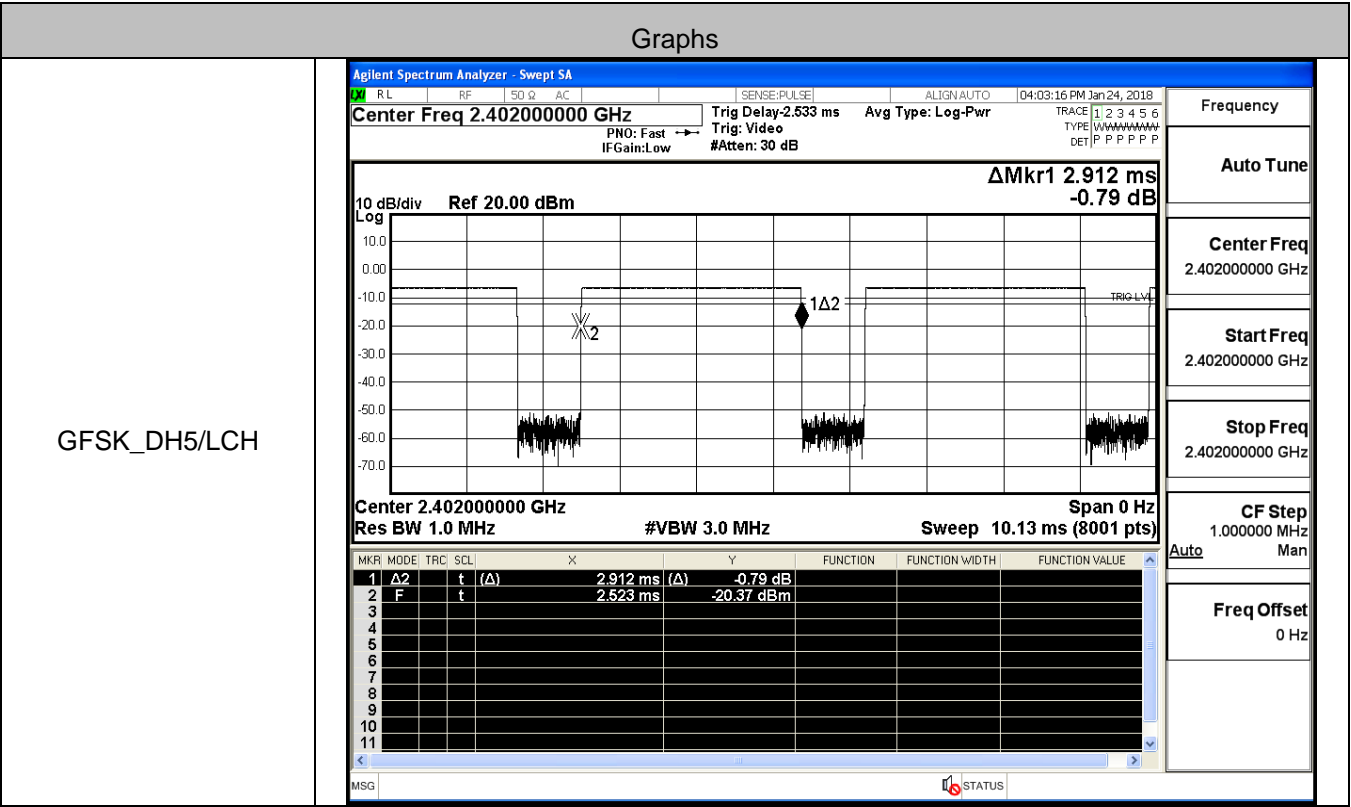 Graphs
GFSK_DH5/LCH
Agilent Spectrum Analyzer - Swept SA
LXI RL RF 50 Ω AC SENSE:PULSE ALIGN AUTO 04:03:16 PM Jan 24, 2018
Center Freq 2.402000000 GHz Trig Delay-2.533 ms Avg Type: Log-Pwr TRACE 1 2 3 4 5 6
PNO: Fast Trig: Video TYPE WWWWWW
IFGain:Low #Atten: 30 dB DET P P P P P P
ΔMkr1 2.912 ms
-0.79 dB
10 dB/div Ref 20.00 dBm
Log
10.0
0.00
-10.0
-20.0
-30.0
-40.0
-50.0
-60.0
-70.0
TRIG LVL
1Δ2
2
Center 2.402000000 GHz Span 0 Hz
Res BW 1.0 MHz #VBW 3.0 MHz Sweep 10.13 ms (8001 pts)
MKR MODE TRC SCL X Y FUNCTION FUNCTION WIDTH FUNCTION VALUE
1 Δ2 t (Δ) 2.912 ms (Δ) -0.79 dB
2 F t 2.523 ms -20.37 dBm
3
4
5
6
7
8
9
10
11
MSG STATUS
Frequency
Auto Tune
Center Freq
2.402000000 GHz
Start Freq
2.402000000 GHz
Stop Freq
2.402000000 GHz
CF Step
1.000000 MHz
Auto Man
Freq Offset
0 Hz